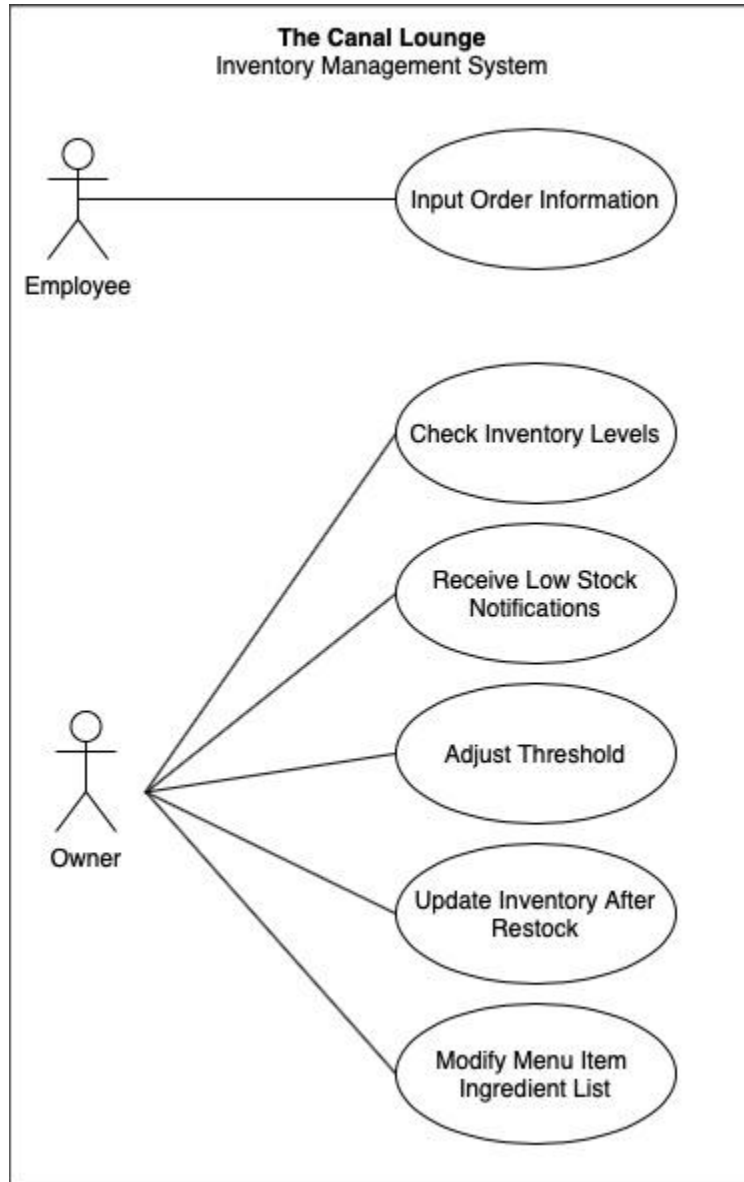 The Canal Lounge
Inventory Management System
Input Order Information
Employee
Check Inventory Levels
Receive Low Stock
Notifications
Adjust Threshold
Owner
Update Inventory After
Restock
Modify Menu Item
Ingredient List